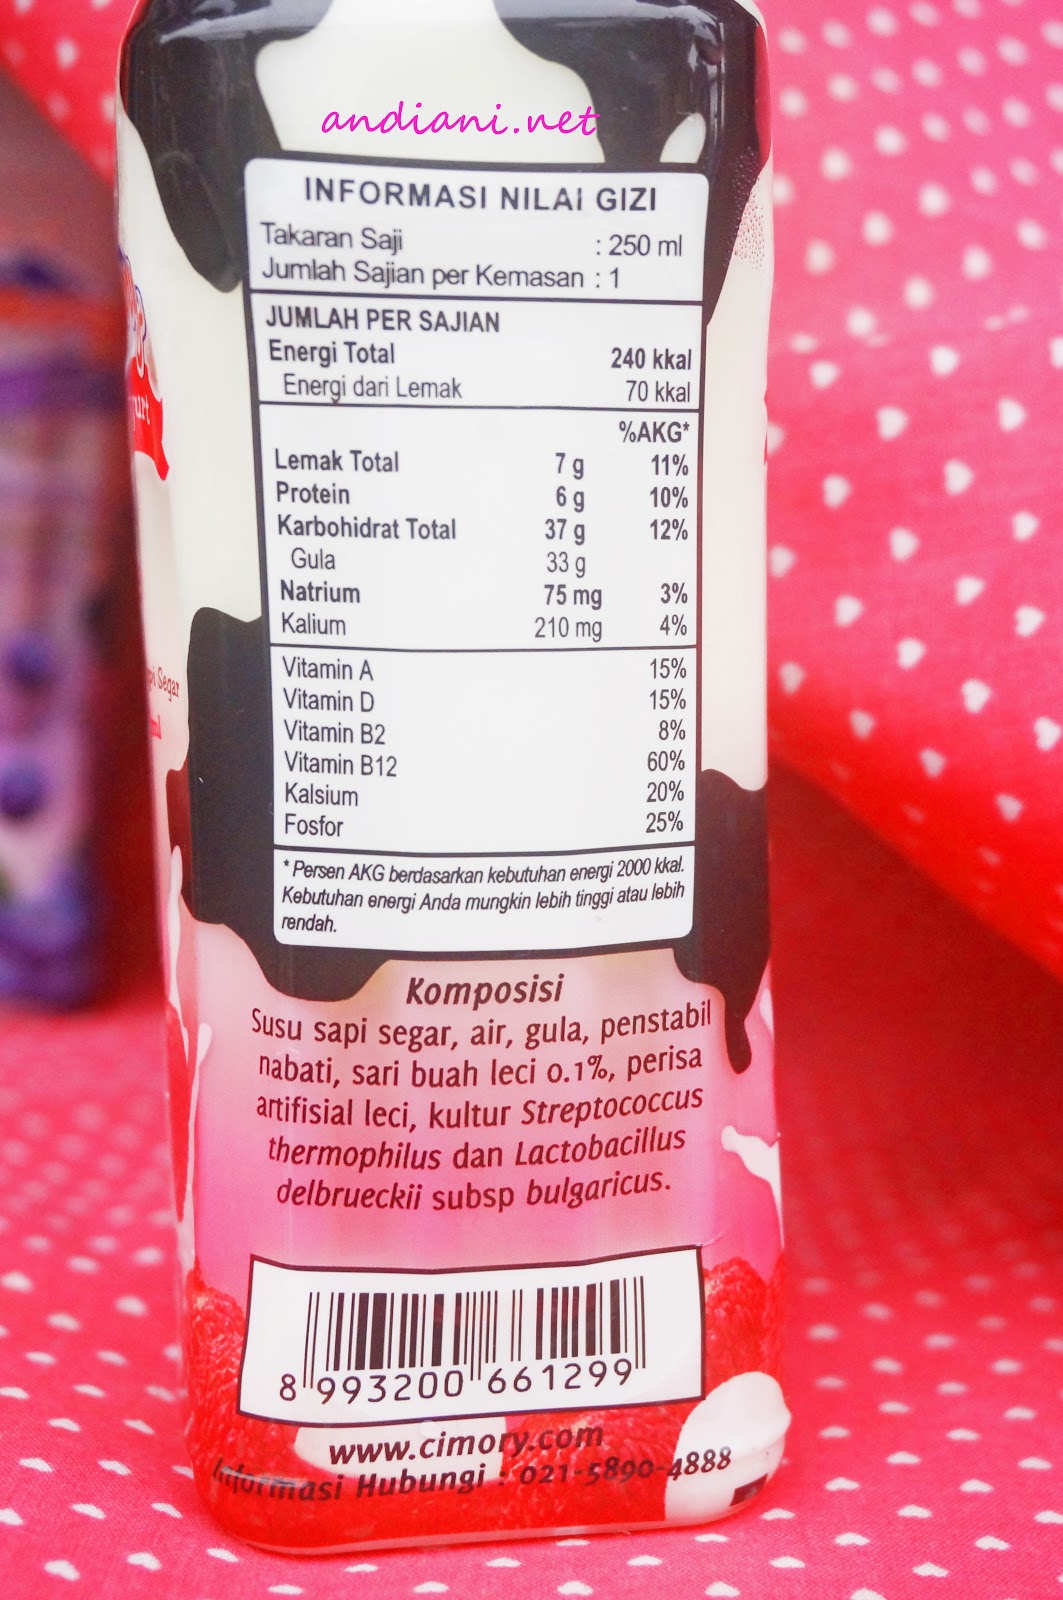 andiani.net
INFORMASI NILAI GIZI
Takaran Saji : 250 ml
Jumlah Sajian per Kemasan : 1
JUMLAH PER SAJIAN
Energi Total 240 kkal
Energi dari Lemak 70 kkal
%AKG*
Lemak Total 7 g 11%
Protein 6 g 10%
Karbohidrat Total 37 g 12%
Gula 33 g
Natrium 75 mg 3%
Kalium 210 mg 4%
Vitamin A 15%
Vitamin D 15%
Vitamin B2 8%
Vitamin B12 60%
Kalsium 20%
Fosfor 25%
* Persen AKG berdasarkan kebutuhan energi 2000 kkal.
Kebutuhan energi Anda mungkin lebih tinggi atau lebih
rendah.
Komposisi
Susu sapi segar, air, gula, penstabil
nabati, sari buah leci 0.1%, perisa
artifisial leci, kultur Streptococcus
thermophilus dan Lactobacillus
delbrueckii subsp bulgaricus.
8 993200 661299
www.cimory.com
Informasi Hubungi : 021-5890-4888
Segar